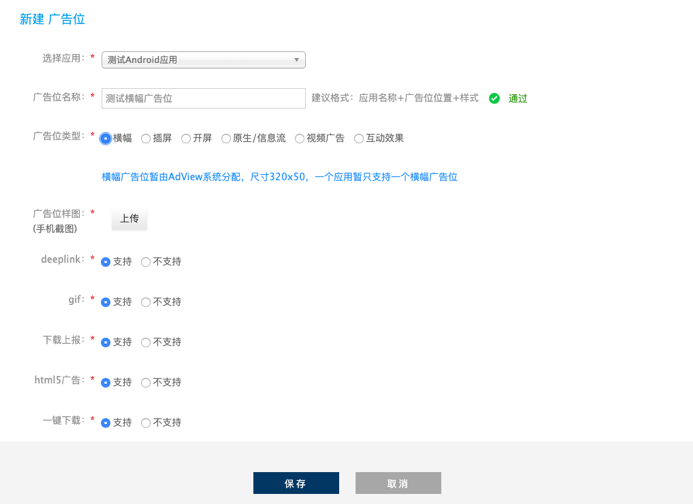 新建 广告位
选择应用：* 测试Android应用
广告位名称：* 测试横幅广告位 建议格式：应用名称+广告位位置+样式 通过
广告位类型：* 横幅 插屏 开屏 原生/信息流 视频广告 互动效果
横幅广告位暂由AdView系统分配，尺寸320x50，一个应用暂只支持一个横幅广告位
广告位样图：* 上传
(手机截图)
deeplink：* 支持 不支持
gif：* 支持 不支持
下载上报：* 支持 不支持
html5广告：* 支持 不支持
一键下载：* 支持 不支持
保存 取消